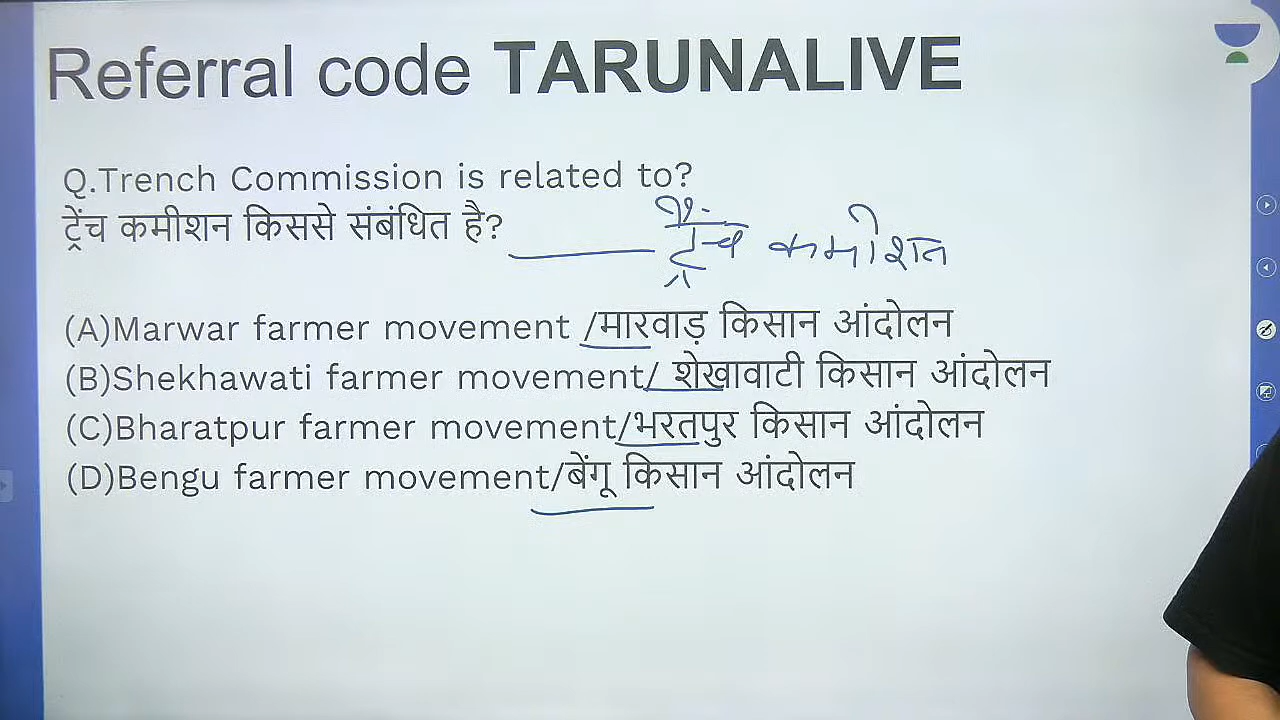 Referral code TARUNALIVE
Q.Trench Commission is related to?
ट्रेंच कमीशन किससे संबंधित है?
ट्रेन्च कमीशन
(A)Marwar farmer movement /मारवाड़ किसान आंदोलन
(B)Shekhawati farmer movement/ शेखावाटी किसान आंदोलन
(C)Bharatpur farmer movement/भरतपुर किसान आंदोलन
(D)Bengu farmer movement/बेंगू किसान आंदोलन